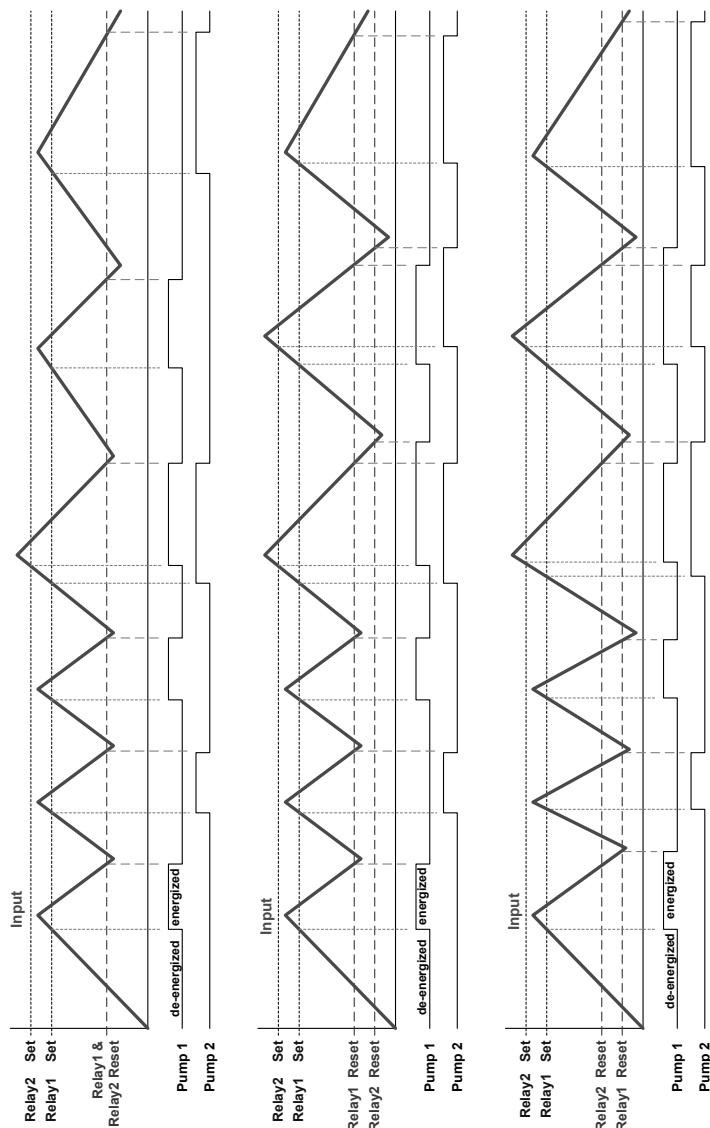 Input
Relay2 Set
Relay1 Set
Relay1 &
Relay2 Reset
de-energized energized
Pump 1
Pump 2
Input
Relay2 Set
Relay1 Set
Relay1 Reset
Relay2 Reset
de-energized energized
Pump 1
Pump 2
Input
Relay2 Set
Relay1 Set
Relay2 Reset
Relay1 Reset
de-energized energized
Pump 1
Pump 2